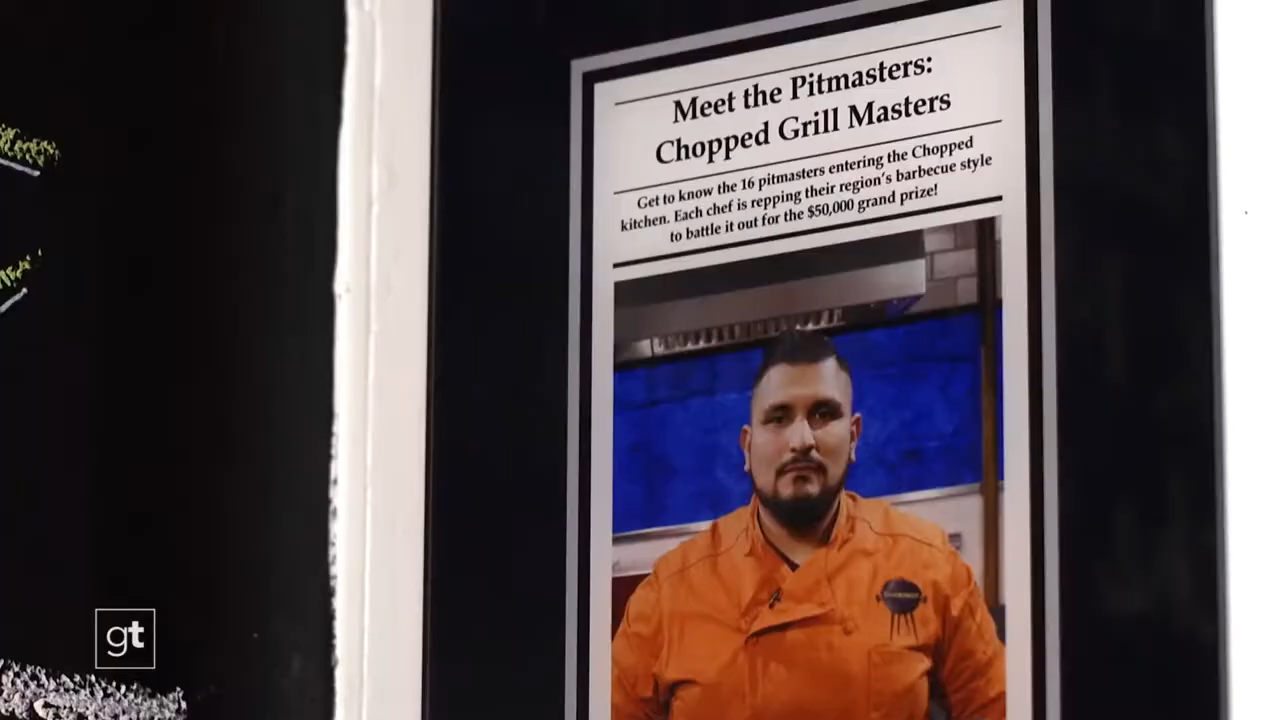 Meet the Pitmasters:
Chopped Grill Masters
Get to know the 16 pitmasters entering the Chopped
kitchen. Each chef is repping their region's barbecue style
to battle it out for the $50,000 grand prize!
gt